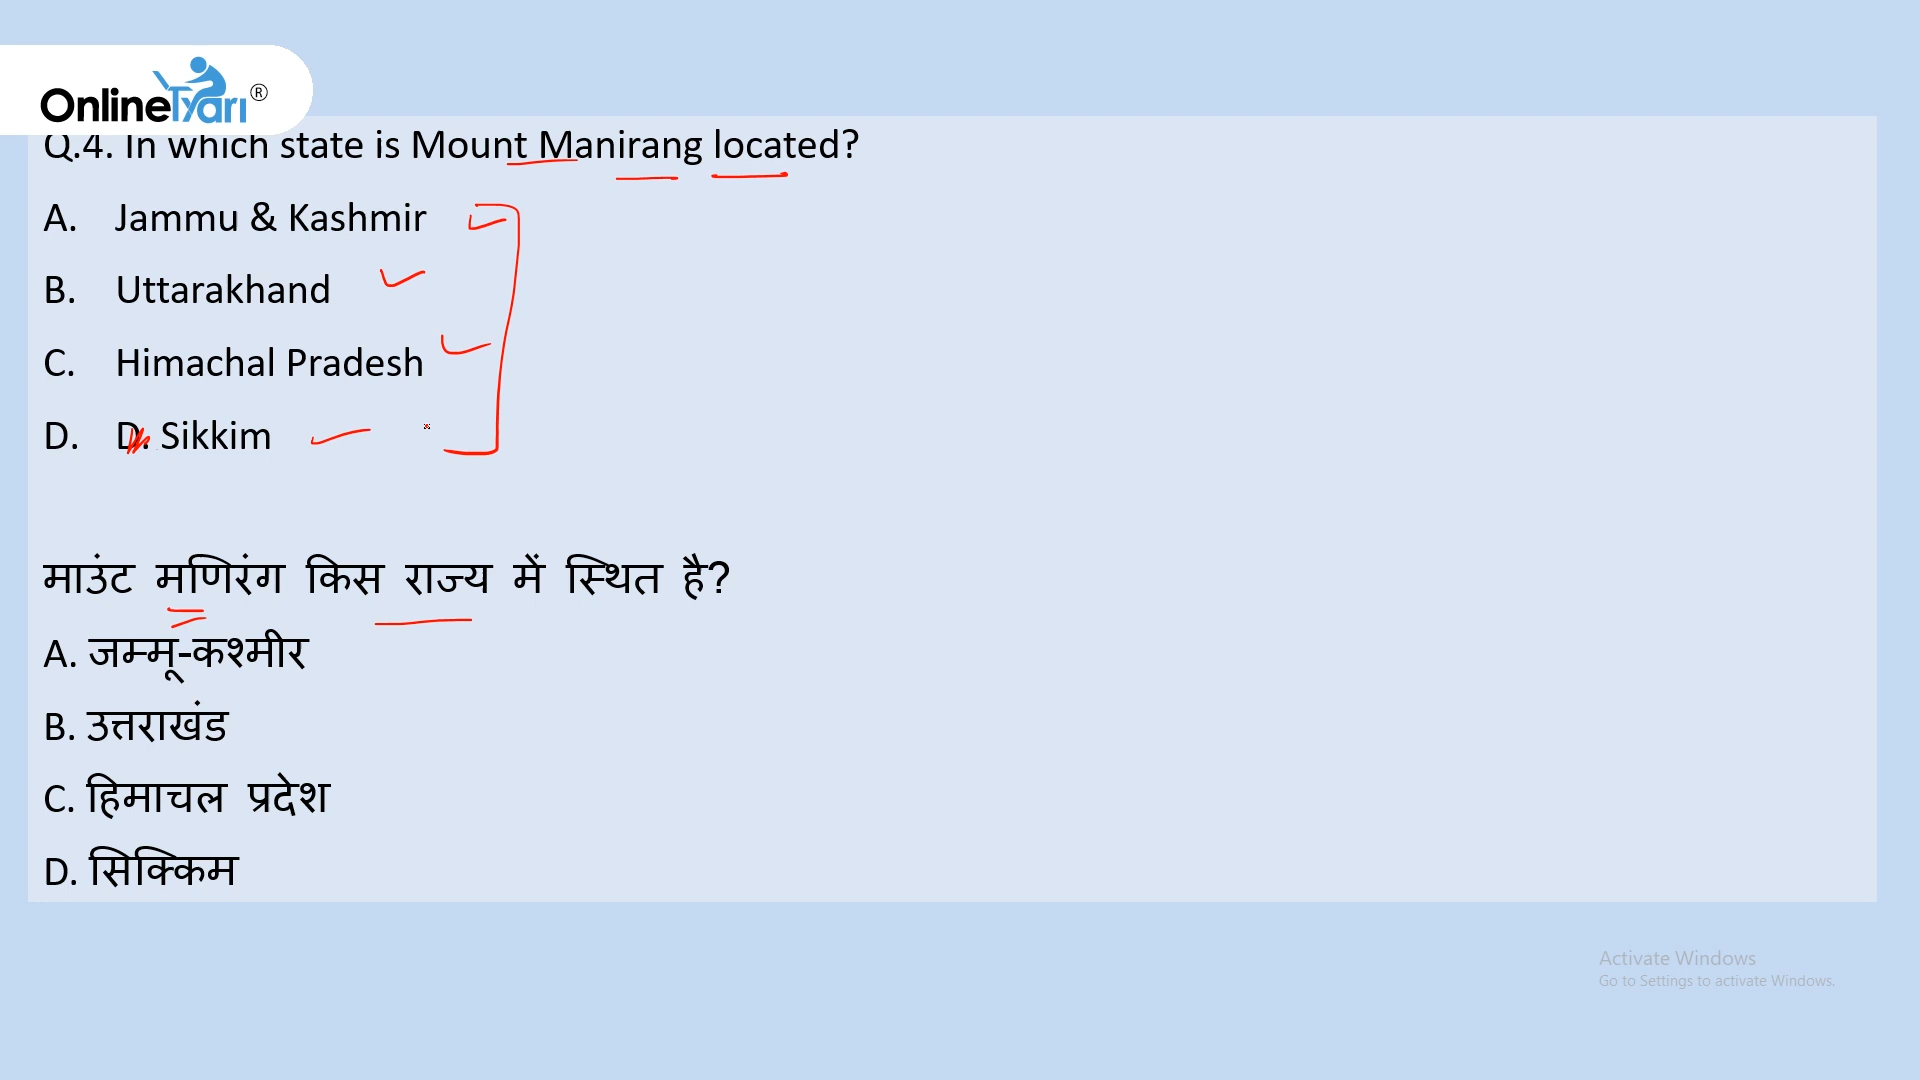 OnlineTyari®
Q.4. In which state is Mount Manirang located?
A. Jammu & Kashmir
B. Uttarakhand
C. Himachal Pradesh
D. D. Sikkim
माउंट मणिरंग किस राज्य में स्थित है?
A. जम्मू-कश्मीर
B. उत्तराखंड
C. हिमाचल प्रदेश
D. सिक्किम
Activate Windows
Go to Settings to activate Windows.